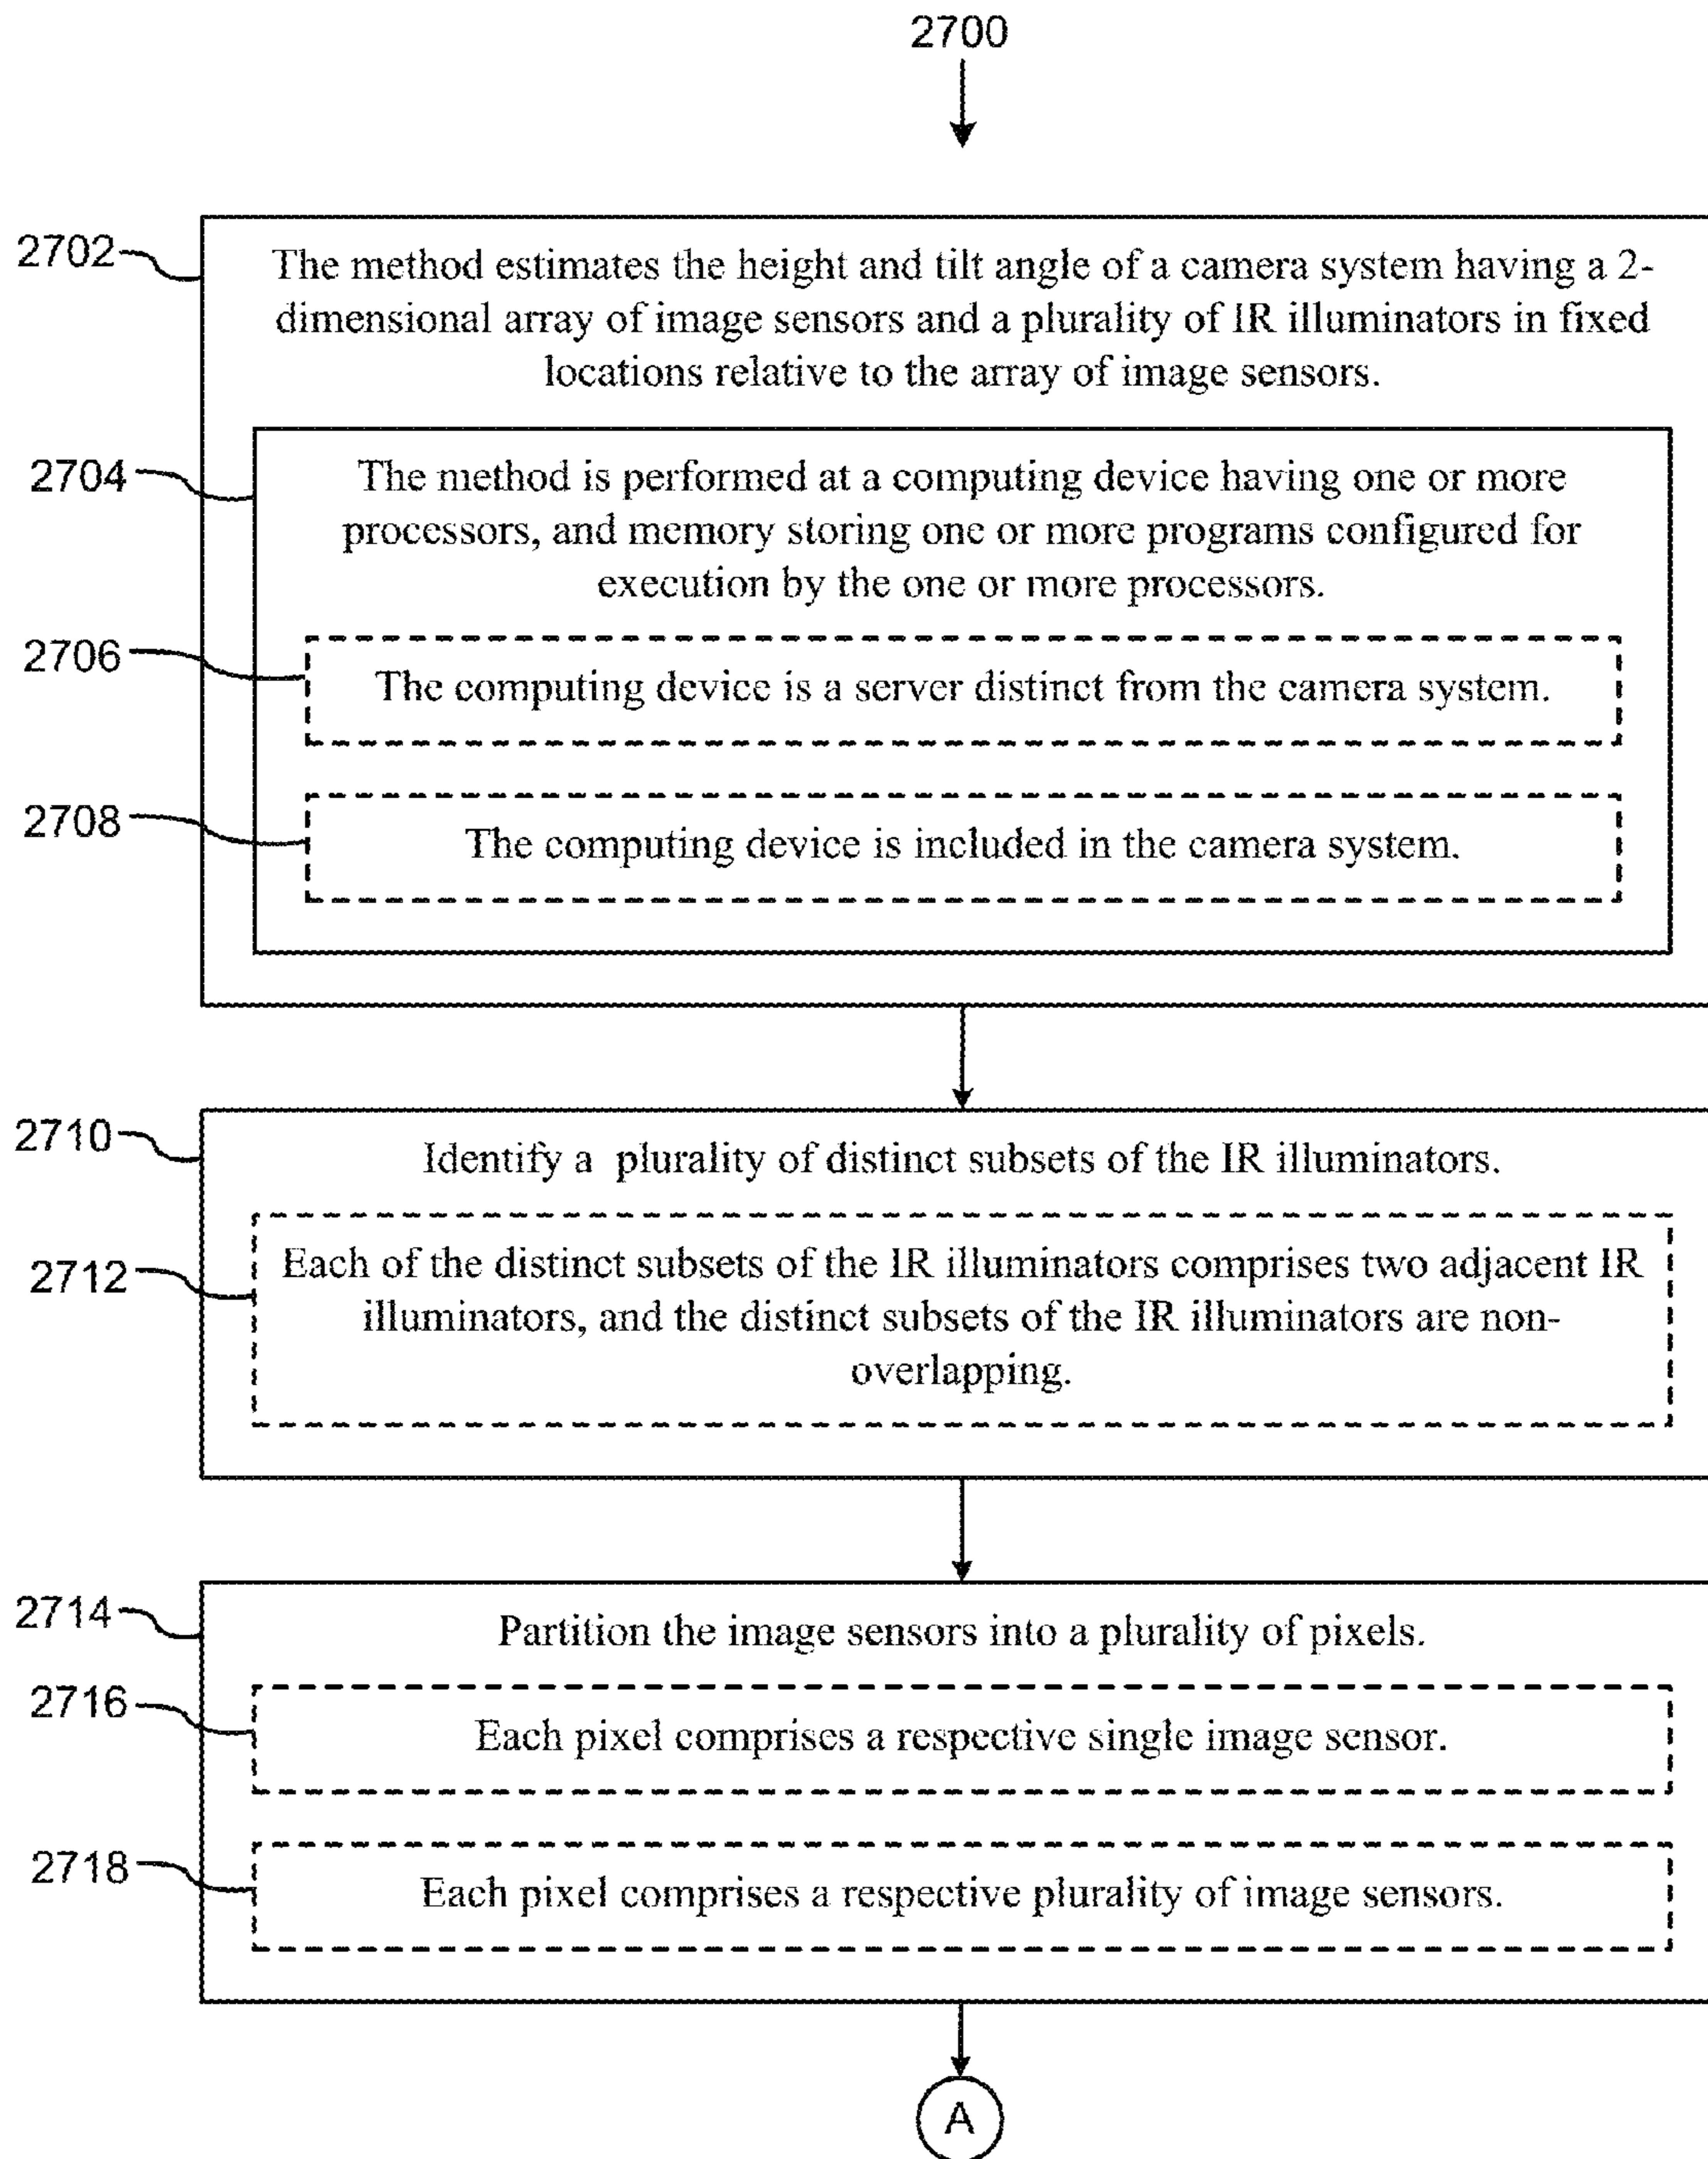 2700
2702
The method estimates the height and tilt angle of a camera system having a 2-
dimensional array of image sensors and a plurality of IR illuminators in fixed
locations relative to the array of image sensors.
2704
The method is performed at a computing device having one or more
processors, and memory storing one or more programs configured for
execution by the one or more processors.
2706
The computing device is a server distinct from the camera system.
2708
The computing device is included in the camera system.
2710
Identify a plurality of distinct subsets of the IR illuminators.
2712
Each of the distinct subsets of the IR illuminators comprises two adjacent IR
illuminators, and the distinct subsets of the IR illuminators are non-
overlapping.
2714
Partition the image sensors into a plurality of pixels.
2716
Each pixel comprises a respective single image sensor.
2718
Each pixel comprises a respective plurality of image sensors.
A